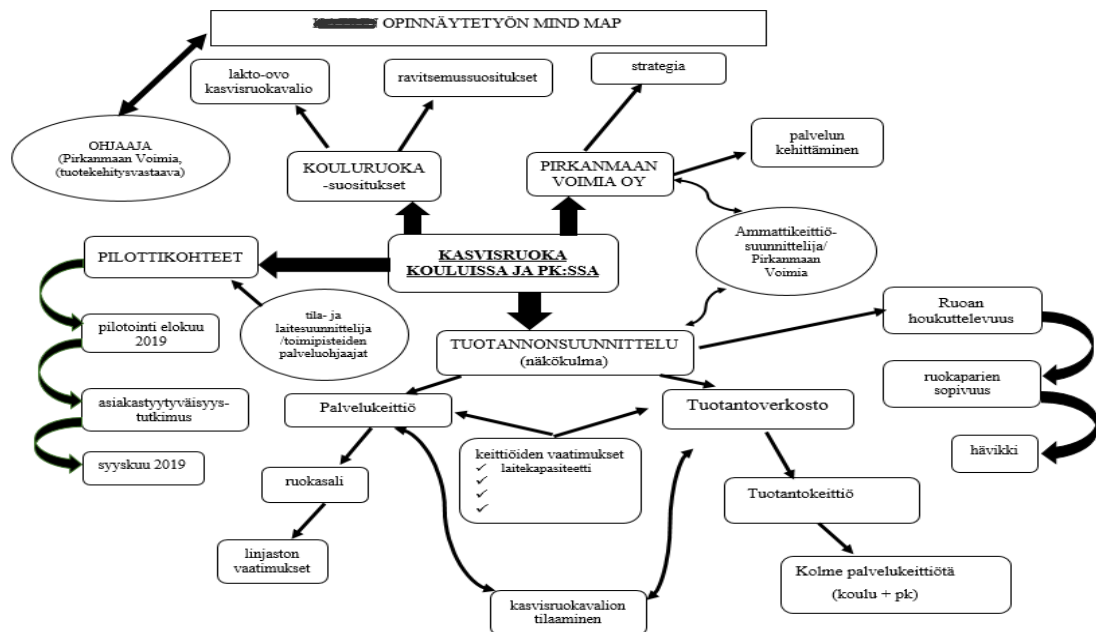 OPINNÄYTETYÖN MIND MAP
lakto-ovo
kasvisruokavalio
ravitsemussuositukset
strategia
OHJAAJA
(Pirkanmaan Voimia,
(tuotekehitysvastaava)
KOULURUOKA
-suositukset
PIRKANMAAN
VOIMIA OY
palvelun
kehittäminen
PILOTTIKOHTEET
KASVISRUOKA
KOULUISSA JA PK:SSA
Ammattikeittiö-
suunnittelija/
Pirkanmaan
Voimia
pilotointi elokuu
2019
tila- ja
laitesuunnittelija
/toimipisteiden
palveluohjaajat
TUOTANNONSUUNNITTELU
(näkökulma)
Ruoan
houkuttelevuus
asiakastyytyväisyys-
tutkimus
Palvelukeittiö
Tuotantoverkosto
ruokaparien
sopivuus
syyskuu 2019
ruokasali
keittiöiden vaatimukset
✓ laitekapasiteetti
✓
✓
✓
hävikki
Tuotantokeittiö
linjaston
vaatimukset
kasvisruokavalion
tilaaminen
Kolme palvelukeittiötä
(koulu + pk)